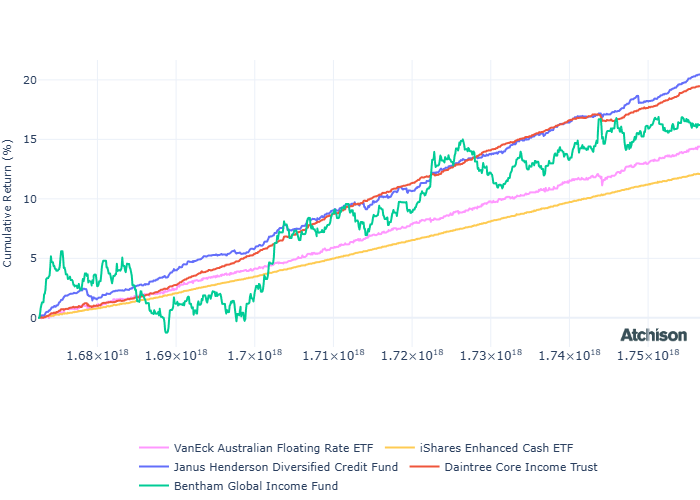 Cumulative Return (%)
20
15
10
5
0
1.68×10¹⁸ 1.69×10¹⁸ 1.7×10¹⁸ 1.71×10¹⁸ 1.72×10¹⁸ 1.73×10¹⁸ 1.74×10¹⁸ 1.75×10¹⁸
Atchison
VanEck Australian Floating Rate ETF iShares Enhanced Cash ETF
Janus Henderson Diversified Credit Fund Daintree Core Income Trust
Bentham Global Income Fund